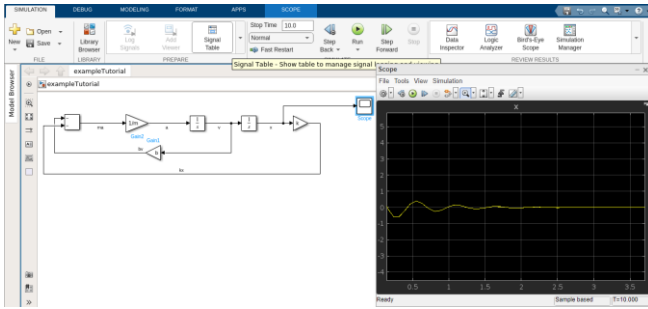 SIMULATION DEBUG MODELING FORMAT APPS SCOPE
New
Open
Save
Library
Browser
Log
Signals
Add
Viewer
Signal
Table
Stop Time 10.0
Normal
Fast Restart
Step
Back
Run
Step
Forward
Stop
Data
Inspector
Logic
Analyzer
Bird's-Eye
Scope
Simulation
Manager
FILE LIBRARY PREPARE REVIEW RESULTS
Signal Table - Show table to manage signal
exampleTutorial
exampleTutorial
Model Browser
1/m
Gain2
Gain1
a
v
b
Scope
Scope
File Tools View Simulation
X
5
4
3
2
1
0
-1
-2
-3
-4
0.5 1 1.5 2 2.5 3 3.5
Ready Sample based T=10.000